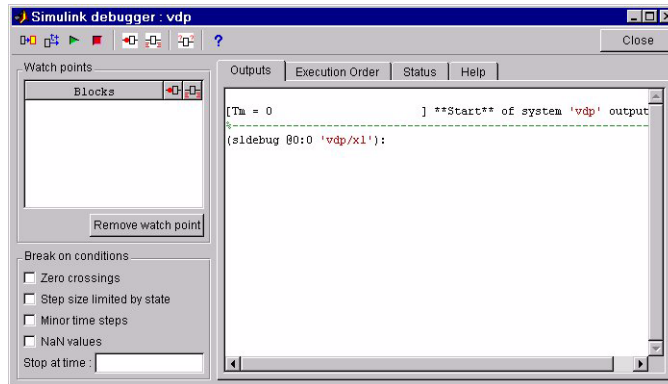 Simulink debugger : vdp
?
Close
Watch points
Blocks
Remove watch point
Break on conditions
Zero crossings
Step size limited by state
Minor time steps
NaN values
Stop at time :
Outputs
Execution Order
Status
Help
[Tm = 0 ] **Start** of system 'vdp' output
%----------------------------------------------------------------
(sldebug @0:0 'vdp/x1'):